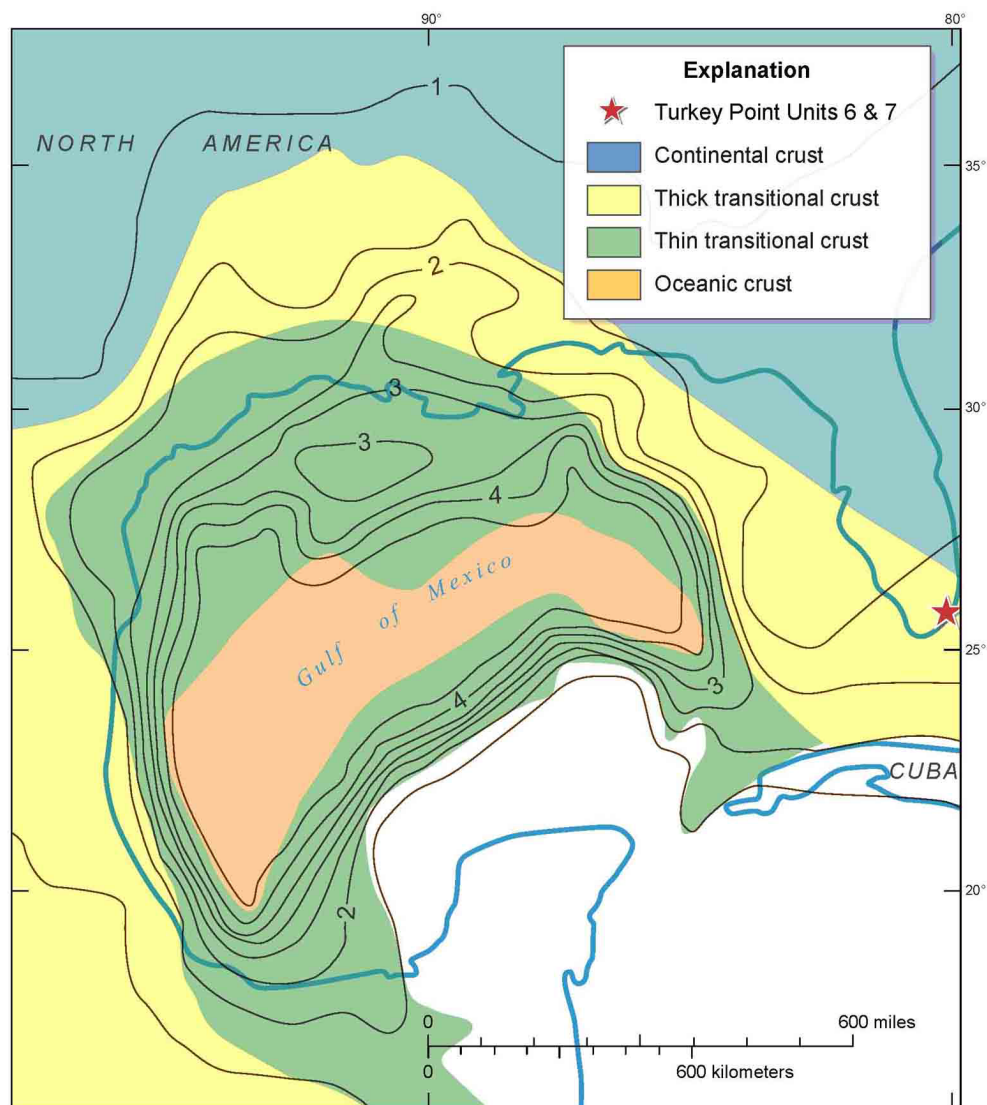 90°
80°
Explanation
Turkey Point Units 6 & 7
Continental crust
Thick transitional crust
Thin transitional crust
Oceanic crust
1
NORTH AMERICA
35°
2
3
30°
3
4
Gulf of Mexico
25°
3
4
CUBA
20°
2
0 600 miles
0 600 kilometers